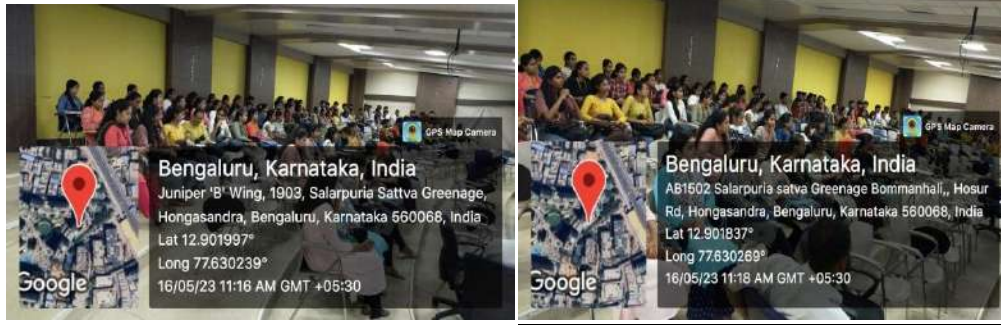 GPS Map Camera
Bengaluru, Karnataka, India
Juniper 'B' Wing, 1903, Salarpuria Sattva Greenage,
Hongasandra, Bengaluru, Karnataka 560068, India
Lat 12.901997°
Long 77.630239°
16/05/23 11:16 AM GMT +05:30
Google
GPS Map Camera
Bengaluru, Karnataka, India
AB1502 Salarpuria satva Greenage Bommanhali,, Hosur
Rd, Hongasandra, Bengaluru, Karnataka 560068, India
Lat 12.901837°
Long 77.630269°
16/05/23 11:18 AM GMT +05:30
Google